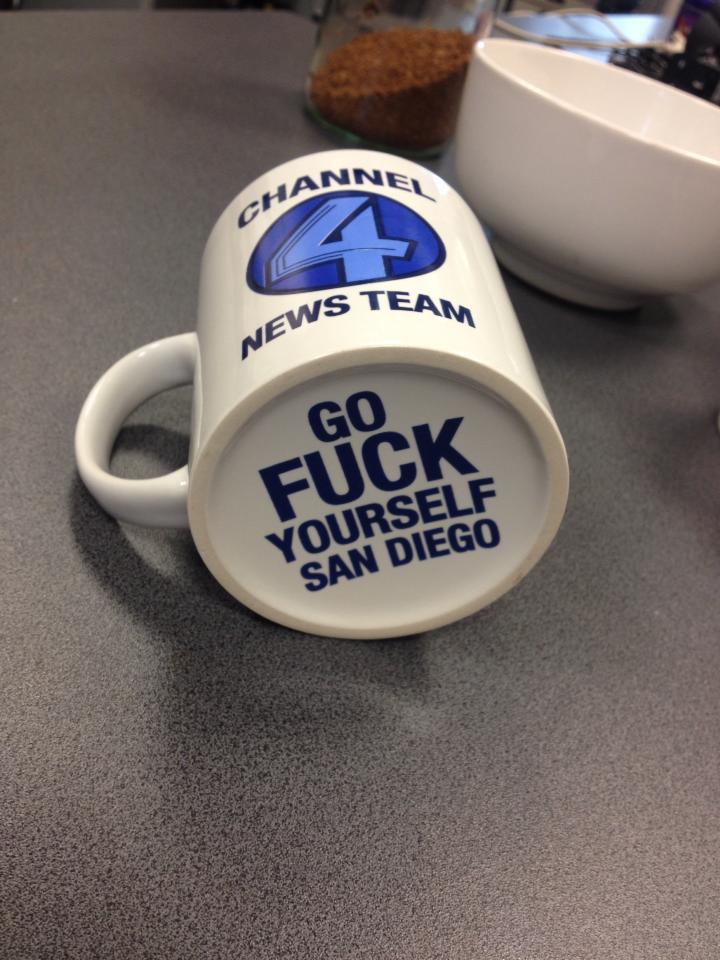 CHANNEL
4
NEWS TEAM
GO
FUCK
YOURSELF
SAN DIEGO